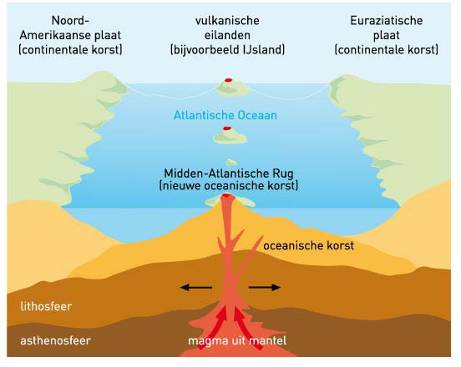 Noord-
Amerikaanse plaat
(continentale korst)
vulkanische
eilanden
(bijvoorbeeld IJsland)
Euraziatische
plaat
(continentale korst)
Atlantische Oceaan
Midden-Atlantische Rug
(nieuwe oceanische korst)
oceanische korst
lithosfeer
asthenosfeer
magma uit mantel